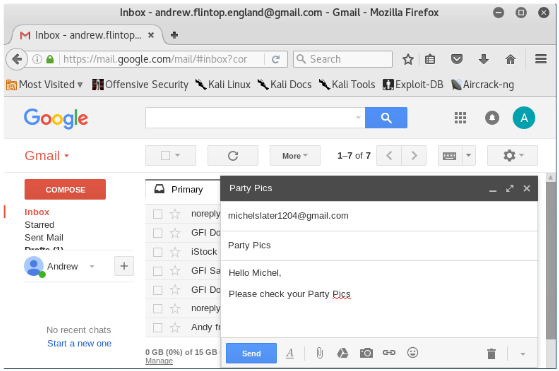 Inbox - andrew.flintop.england@gmail.com - Gmail - Mozilla Firefox
Inbox - andrew.flintop.engla…
https://mail.google.com/mail/#inbox?cor
Search
Most Visited
Offensive Security
Kali Linux
Kali Docs
Kali Tools
Exploit-DB
Aircrack-ng
Google
A
Gmail
More
1–7 of 7
COMPOSE
Inbox
Starred
Sent Mail
Drafts (1)
Andrew
No recent chats
Start a new one
Primary
noreply
GFI Do
iStock
GFI Sa
GFI Do
noreply
Andy fr
0 GB (0%) of 15 GB
Manage
Party Pics
michelslater1204@gmail.com
Party Pics
Hello Michel,
Please check your Party Pics
Send
A